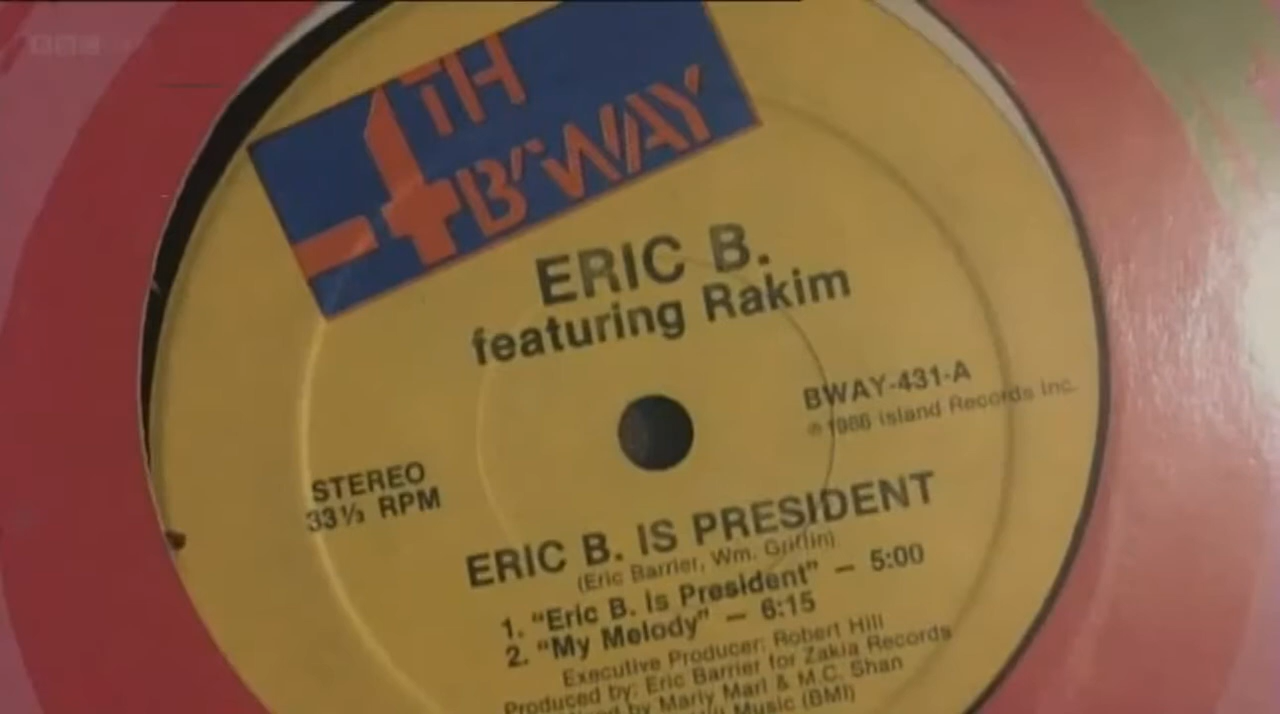 BBC
4TH
B'WAY
ERIC B.
featuring Rakim
BWAY-431-A
℗ 1986 Island Records Inc.
STEREO
33⅓ RPM
ERIC B. IS PRESIDENT
(Eric Barrier, Wm. Griffin)
1. "Eric B. Is President" — 5:00
2. "My Melody" — 6:15
Executive Producer: Robert Hill
Produced by: Eric Barrier for Zakia Records
by Marly Marl & M.C. Shan
Music (BMI)